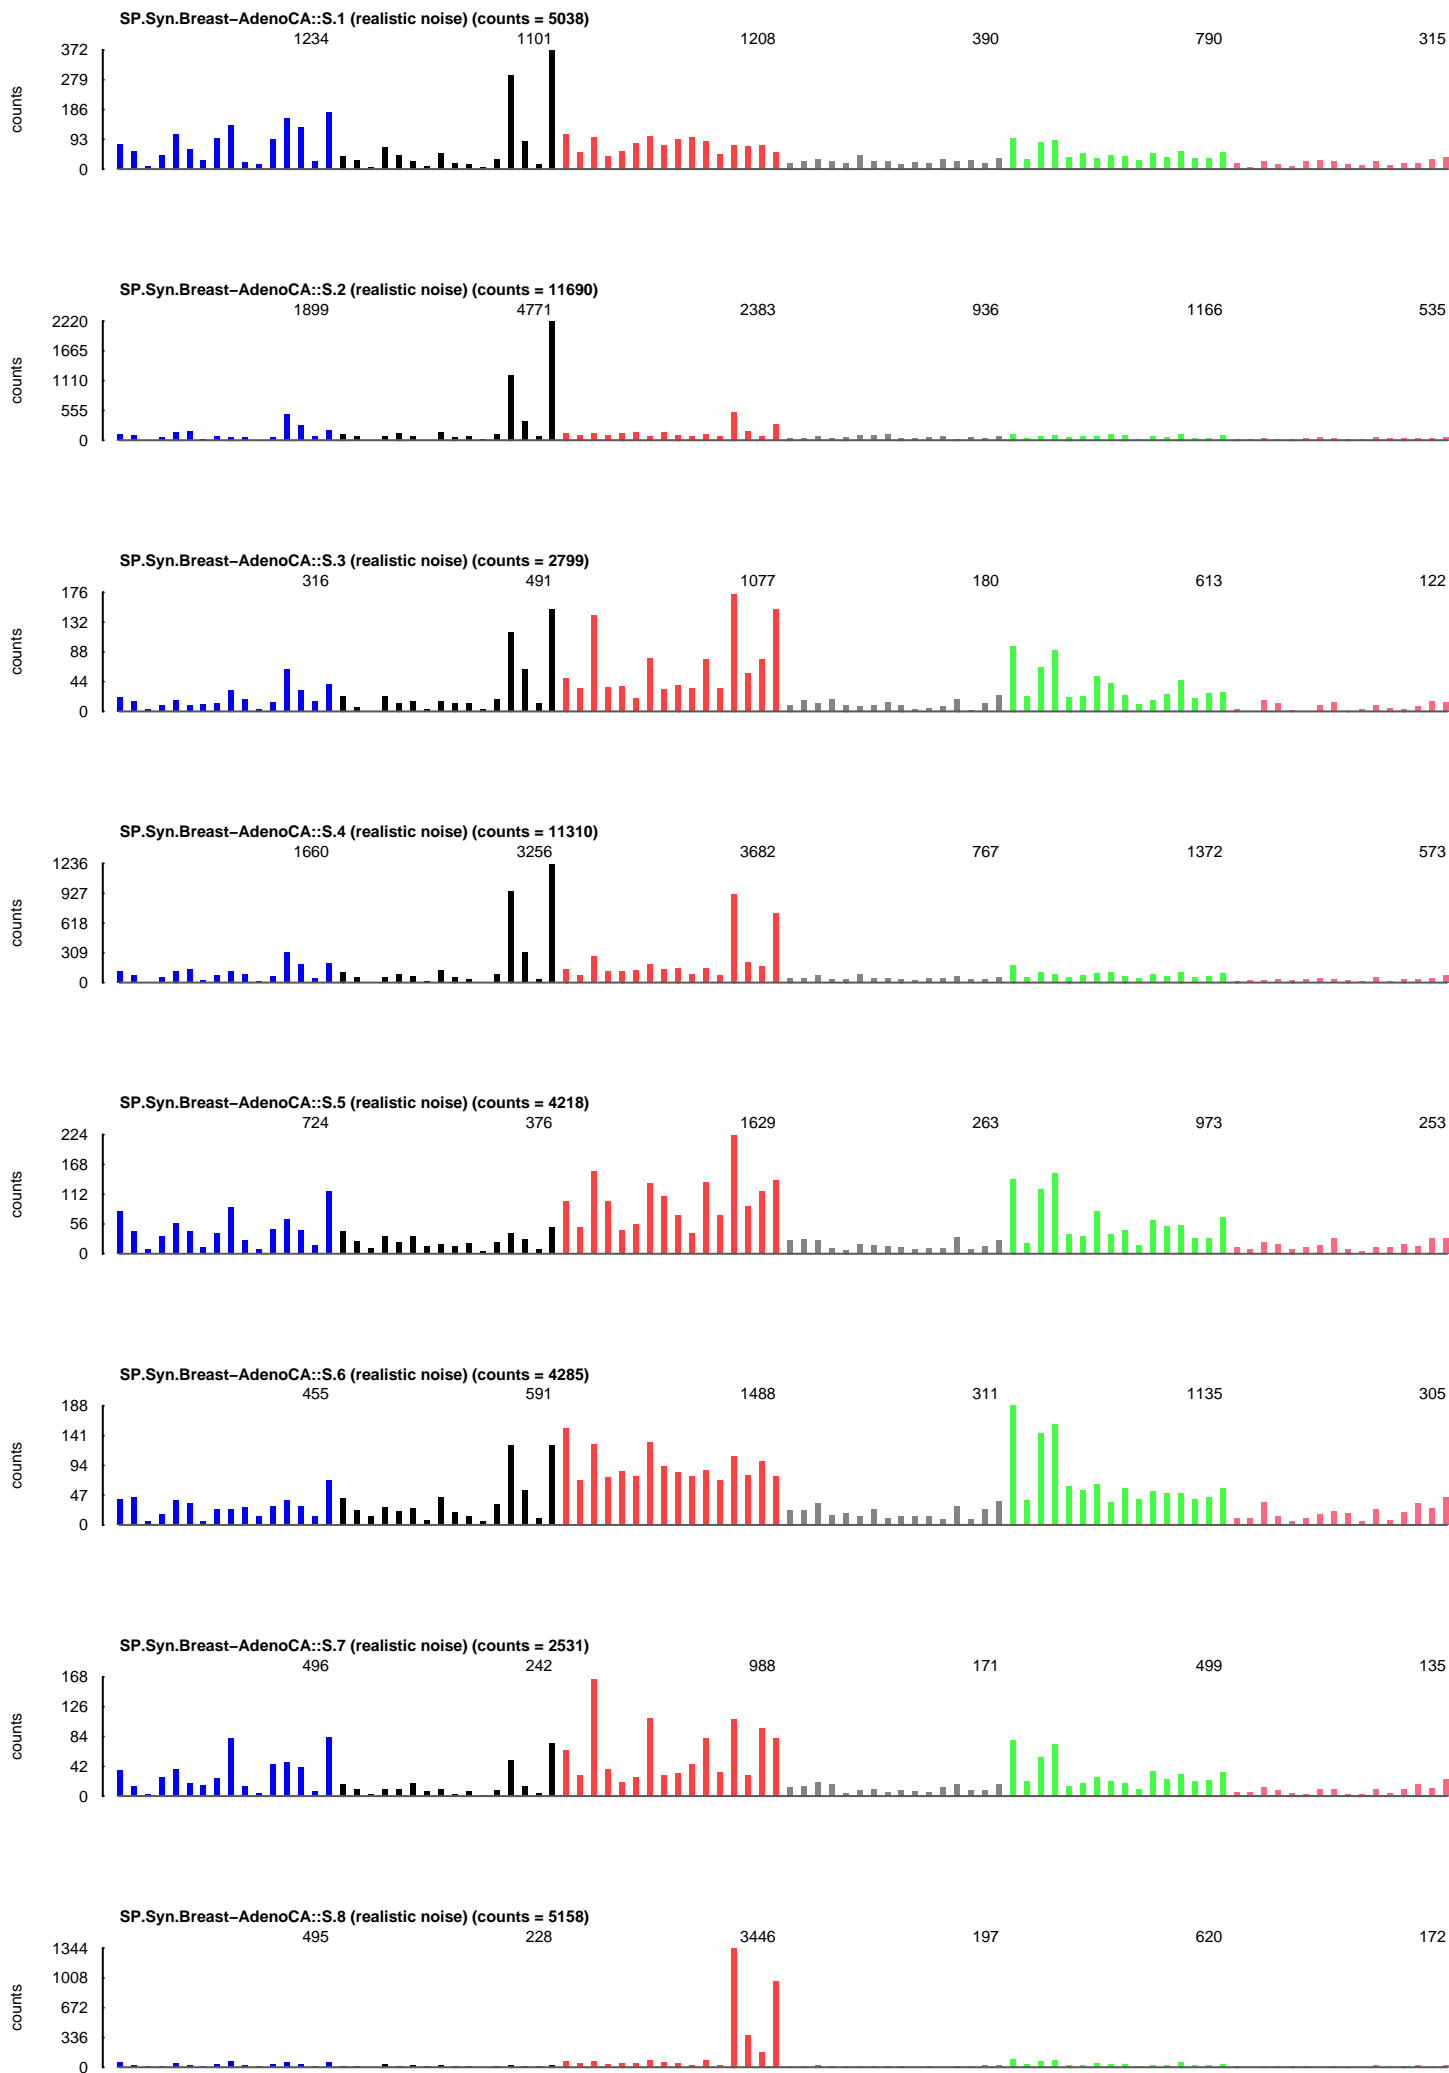 SP.Syn.Breast–AdenoCA::S.1 (realistic noise) (counts = 5038)
1234 1101 1208 390 790 315
372
279
186
93
0
counts
SP.Syn.Breast–AdenoCA::S.2 (realistic noise) (counts = 11690)
1899 4771 2383 936 1166 535
2220
1665
1110
555
0
counts
SP.Syn.Breast–AdenoCA::S.3 (realistic noise) (counts = 2799)
316 491 1077 180 613 122
176
132
88
44
0
counts
SP.Syn.Breast–AdenoCA::S.4 (realistic noise) (counts = 11310)
1660 3256 3682 767 1372 573
1236
927
618
309
0
counts
SP.Syn.Breast–AdenoCA::S.5 (realistic noise) (counts = 4218)
724 376 1629 263 973 253
224
168
112
56
0
counts
SP.Syn.Breast–AdenoCA::S.6 (realistic noise) (counts = 4285)
455 591 1488 311 1135 305
188
141
94
47
0
counts
SP.Syn.Breast–AdenoCA::S.7 (realistic noise) (counts = 2531)
496 242 988 171 499 135
168
126
84
42
0
counts
SP.Syn.Breast–AdenoCA::S.8 (realistic noise) (counts = 5158)
495 228 3446 197 620 172
1344
1008
672
336
0
counts